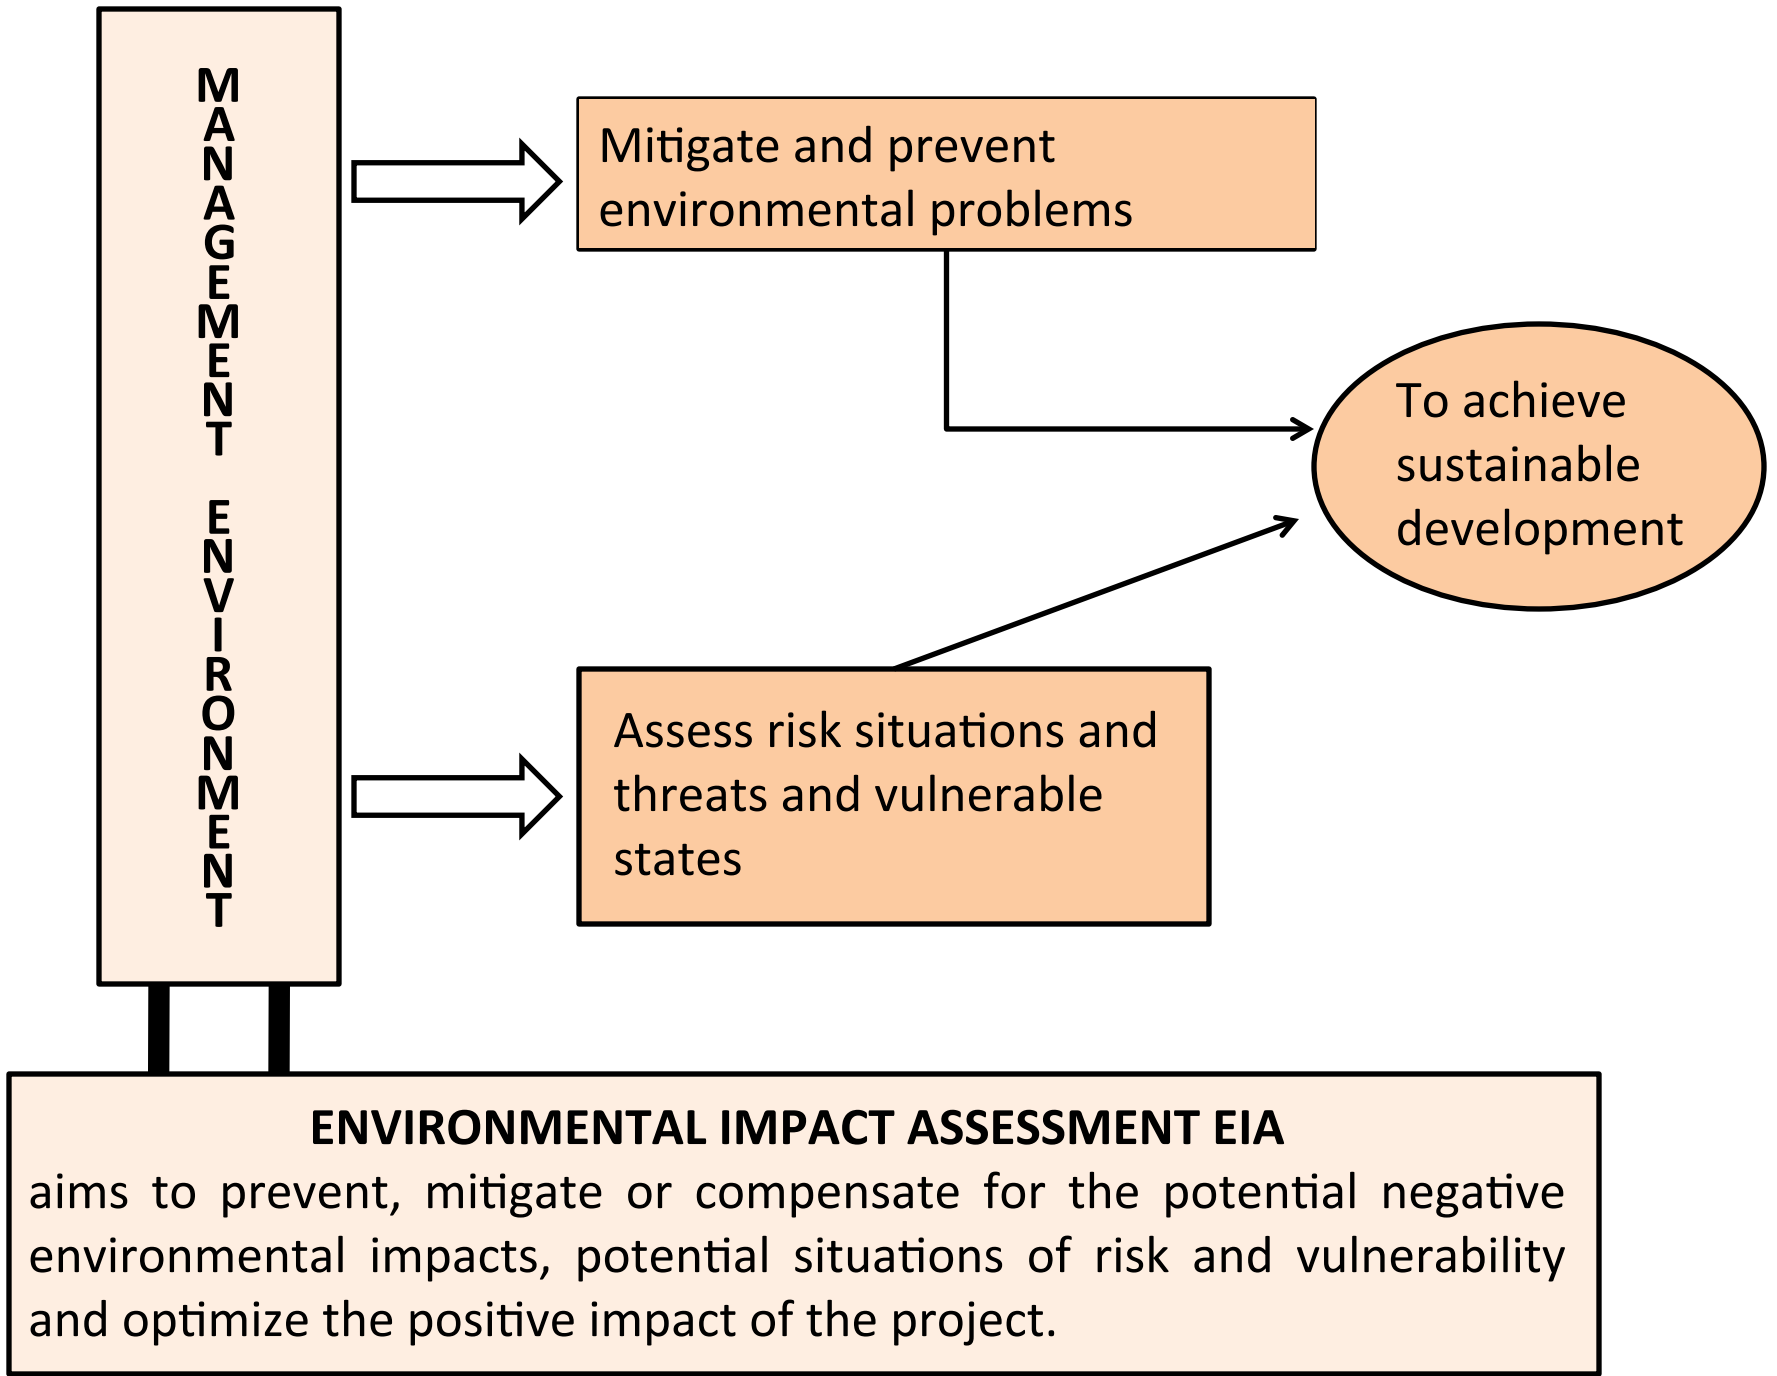 MANAGEMENT ENVIRONMENT
Mitigate and prevent
environmental problems
To achieve
sustainable
development
Assess risk situations and
threats and vulnerable
states
ENVIRONMENTAL IMPACT ASSESSMENT EIA
aims to prevent, mitigate or compensate for the potential negative
environmental impacts, potential situations of risk and vulnerability
and optimize the positive impact of the project.